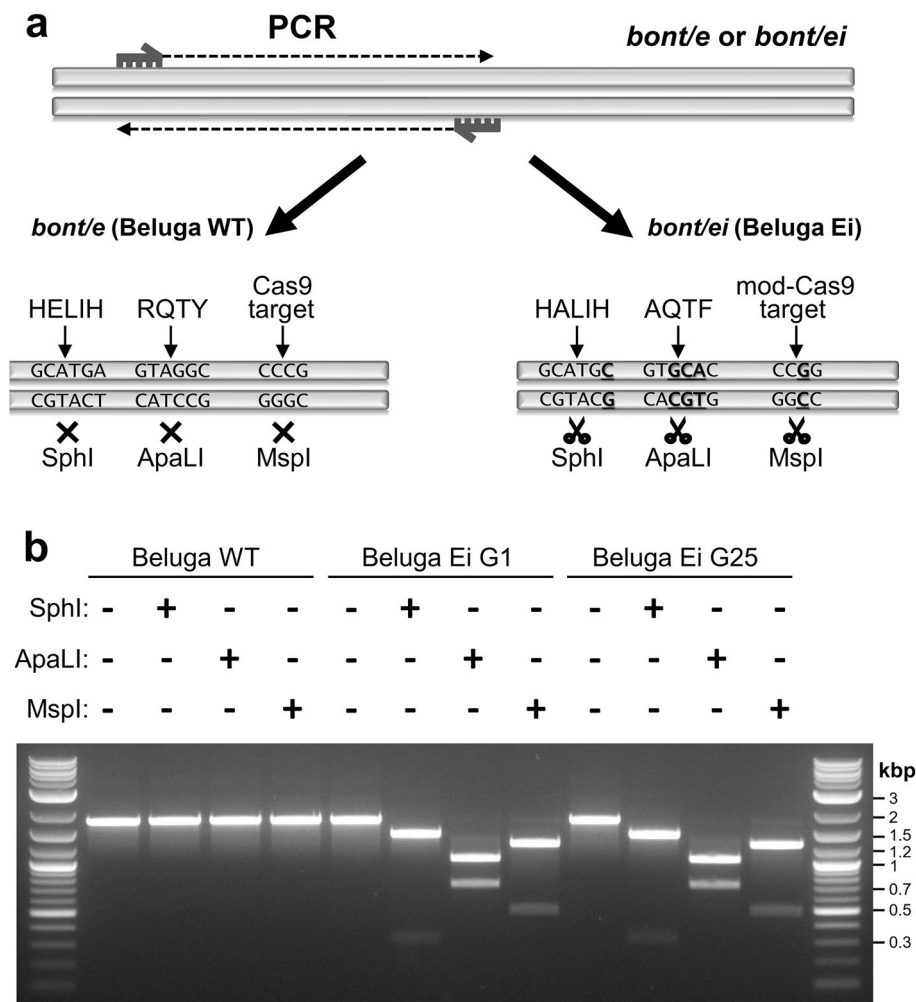 a
PCR
bont/e or bont/ei
bont/e (Beluga WT)
bont/ei (Beluga Ei)
HELIH RQTY Cas9 target
HALIH AQTF mod-Cas9 target
GCATGA GTAGGC CCCG
CGTACT CATCCG GGGC
GCATGC GTGCAC CCGG
CGTACG CACGTG GGCC
SphI ApaLI MspI
SphI ApaLI MspI
b
Beluga WT Beluga Ei G1 Beluga Ei G25
SphI: - + - - - + - - - + - -
ApaLI: - - + - - - + - - - + -
MspI: - - - + - - - + - - - +
kbp
3
2
1.5
1.2
1
0.7
0.5
0.3